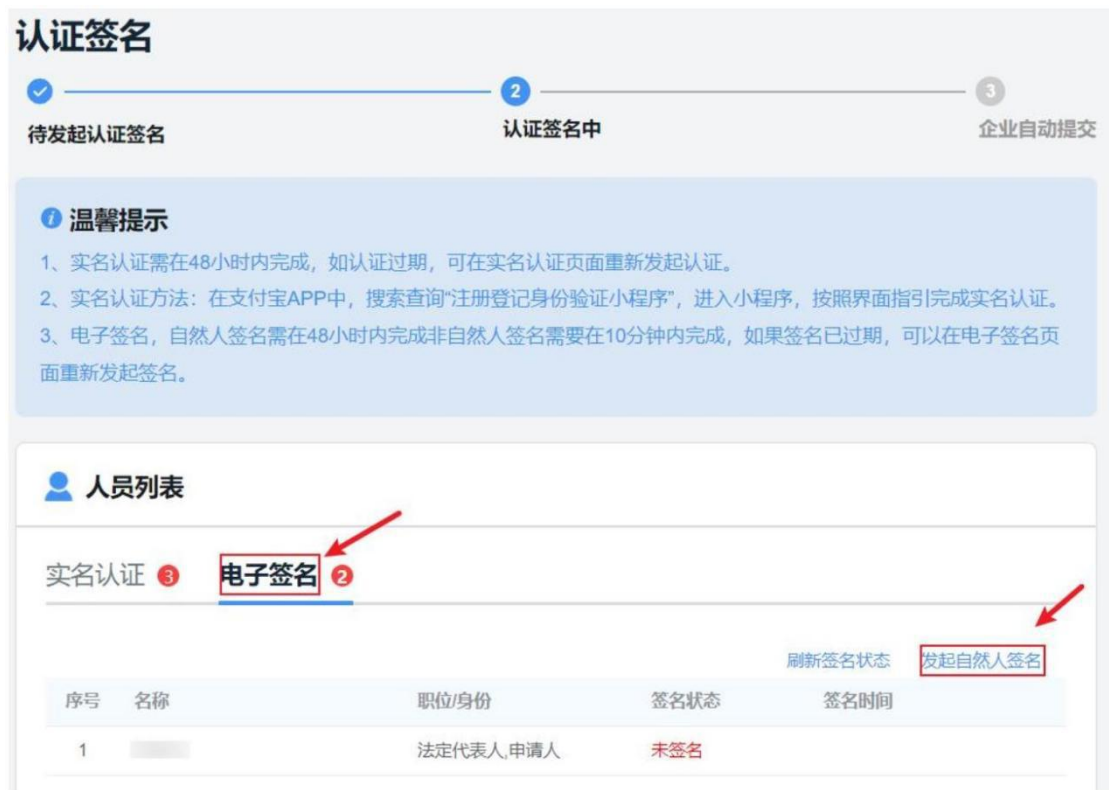 认证签名
2
3
待发起认证签名
认证签名中
企业自动提交
温馨提示
1、实名认证需在48小时内完成，如认证过期，可在实名认证页面重新发起认证。
2、实名认证方法：在支付宝APP中，搜索查询“注册登记身份验证小程序”，进入小程序，按照界面指引完成实名认证。
3、电子签名，自然人签名需在48小时内完成非自然人签名需要在10分钟内完成，如果签名已过期，可以在电子签名页
面重新发起签名。
人员列表
实名认证 3 电子签名 2
刷新签名状态 发起自然人签名
序号 名称 职位/身份 签名状态 签名时间
1 法定代表人,申请人 未签名